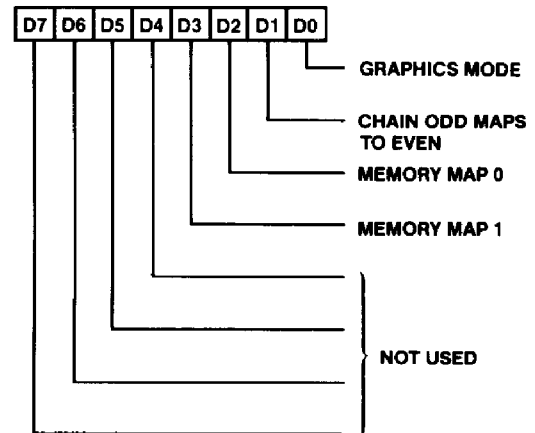 D7 D6 D5 D4 D3 D2 D1 D0
GRAPHICS MODE
CHAIN ODD MAPS
TO EVEN
MEMORY MAP 0
MEMORY MAP 1
NOT USED